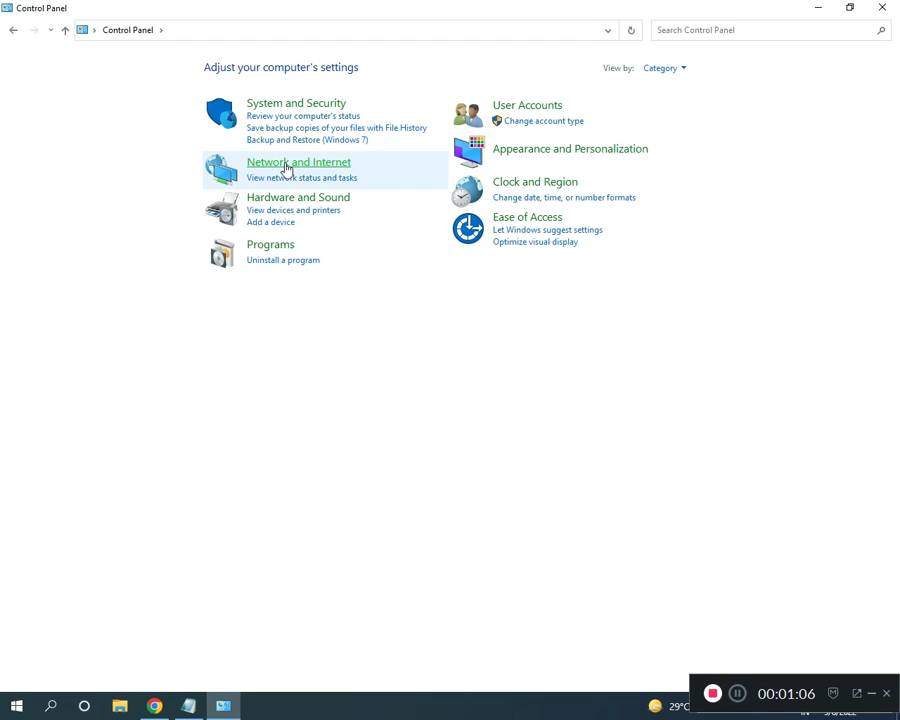 Control Panel
Control Panel
Search Control Panel
Adjust your computer's settings
View by: Category
System and Security
Review your computer's status
Save backup copies of your files with File History
Backup and Restore (Windows 7)
Network and Internet
View network status and tasks
Hardware and Sound
View devices and printers
Add a device
Programs
Uninstall a program
User Accounts
Change account type
Appearance and Personalization
Clock and Region
Change date, time, or number formats
Ease of Access
Let Windows suggest settings
Optimize visual display
00:01:06
29°C